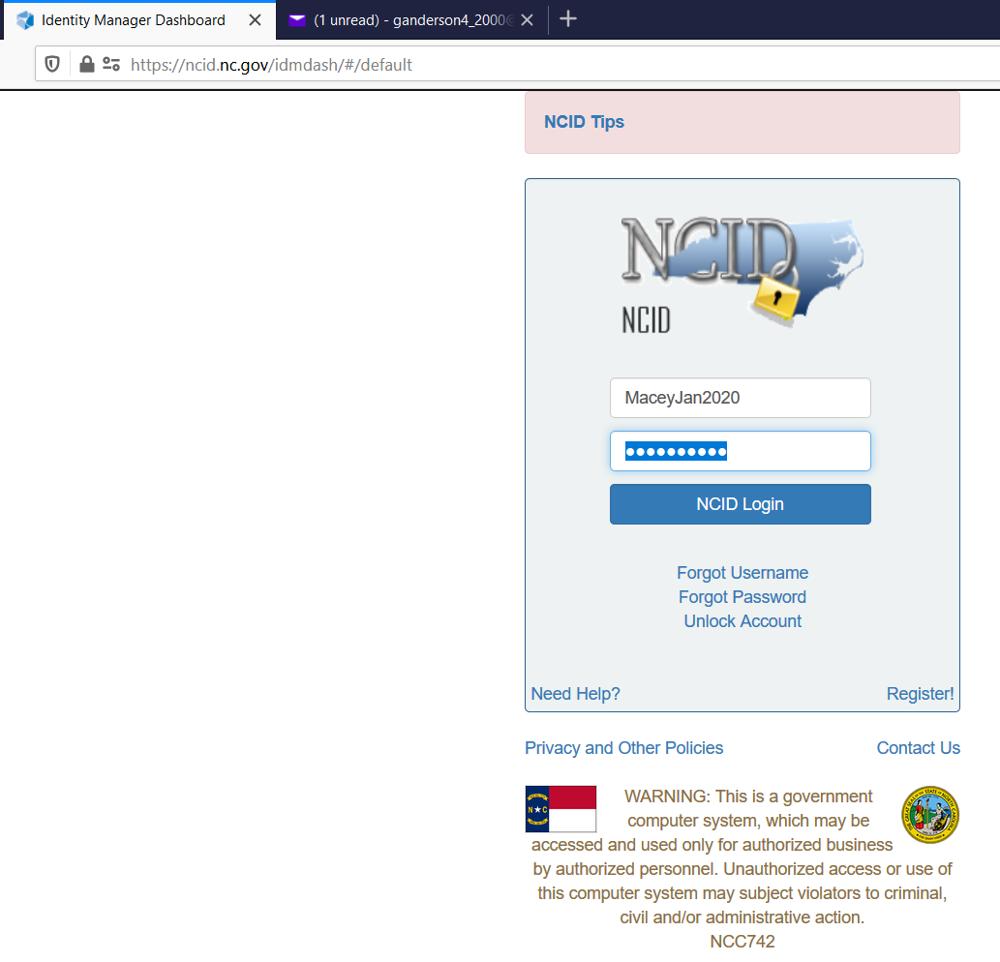 Identity Manager Dashboard
(1 unread) - ganderson4_2000@
https://ncid.nc.gov/idmdash/#/default
NCID Tips
NCID
NCID
MaceyJan2020
●●●●●●●●●●
NCID Login
Forgot Username
Forgot Password
Unlock Account
Need Help?
Register!
Privacy and Other Policies
Contact Us
N C
WARNING: This is a government
computer system, which may be
accessed and used only for authorized business
by authorized personnel. Unauthorized access or use of
this computer system may subject violators to criminal,
civil and/or administrative action.
NCC742